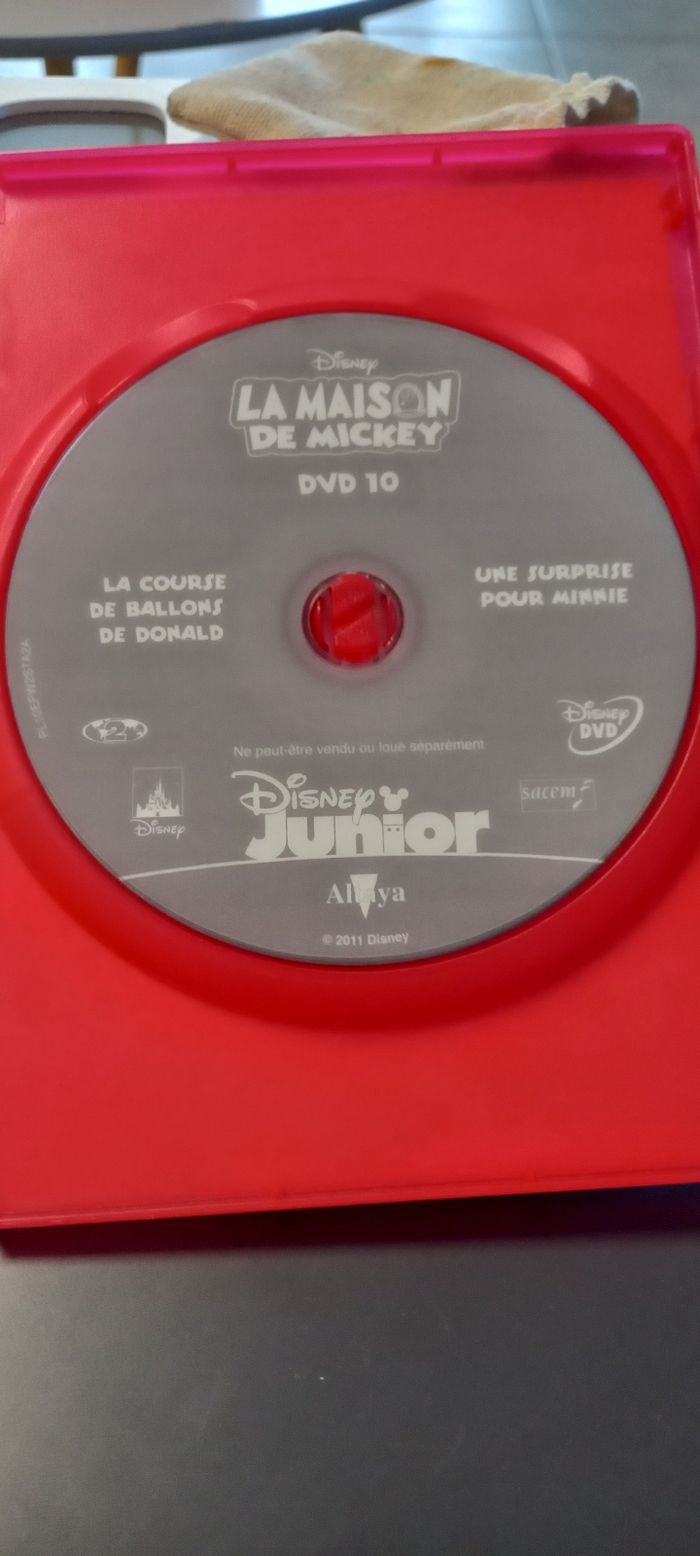 Disney
LA MAISON
DE MICKEY
DVD 10
LA COURSE
DE BALLONS
DE DONALD
UNE SURPRISE
POUR MINNIE
2
Disney
DVD
Ne peut-être vendu ou loué séparément
Disney
Disney
Junior
sacem
Altaya
© 2011 Disney